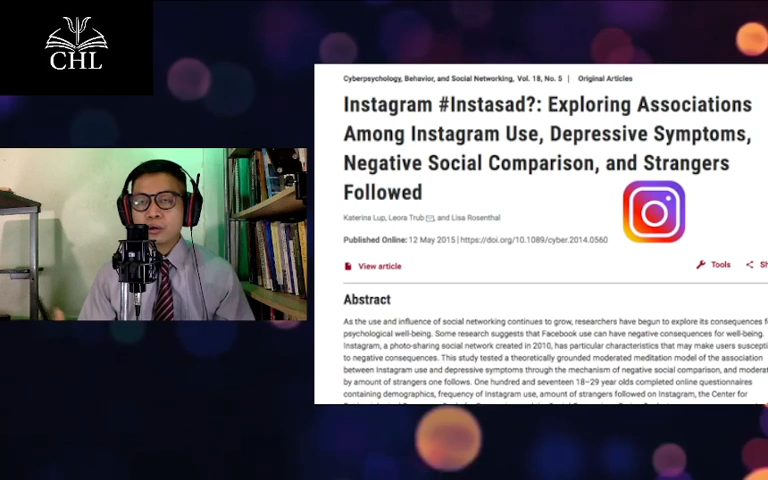 CHL
Cyberpsychology, Behavior, and Social Networking, Vol. 18, No. 5 | Original Articles
Instagram #Instasad?: Exploring Associations
Among Instagram Use, Depressive Symptoms,
Negative Social Comparison, and Strangers
Followed
Katerina Lup, Leora Trub, and Lisa Rosenthal
Published Online: 12 May 2015 | https://doi.org/10.1089/cyber.2014.0560
View article
Tools
Sh
Abstract
As the use and influence of social networking continues to grow, researchers have begun to explore its consequences f
psychological well-being. Some research suggests that Facebook use can have negative consequences for well-being.
Instagram, a photo-sharing social network created in 2010, has particular characteristics that may make users suscepti
to negative consequences. This study tested a theoretically grounded moderated meditation model of the association
between Instagram use and depressive symptoms through the mechanism of negative social comparison, and moderat
by amount of strangers one follows. One hundred and seventeen 18–29 year olds completed online questionnaires
containing demographics, frequency of Instagram use, amount of strangers followed on Instagram, the Center for